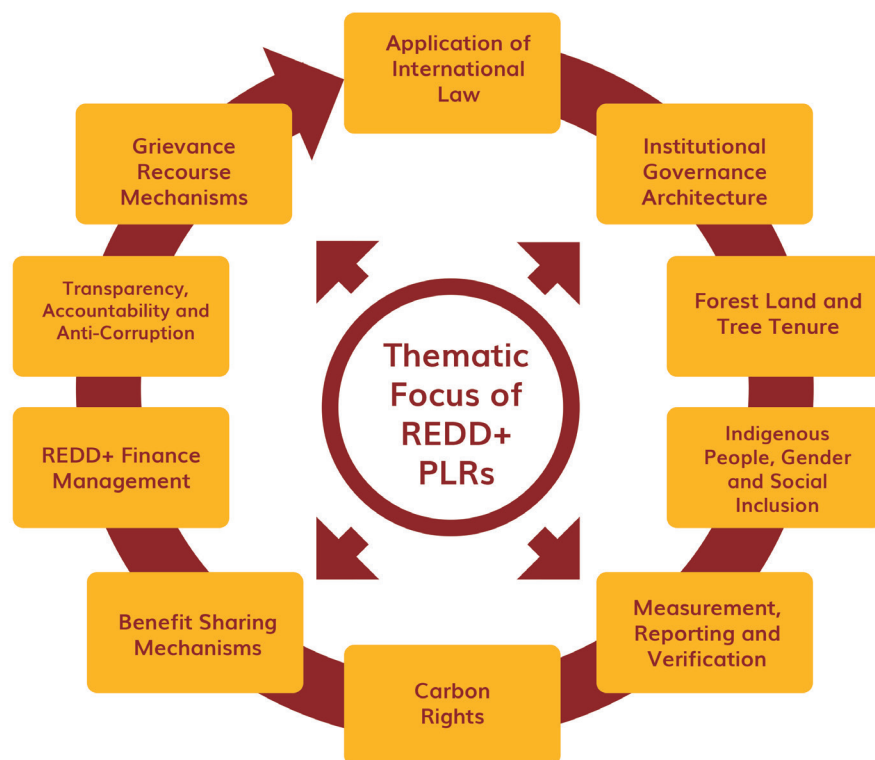 Application of
International
Law
Institutional
Governance
Architecture
Forest Land and
Tree Tenure
Indigenous
People, Gender
and Social
Inclusion
Measurement,
Reporting and
Verification
Carbon
Rights
Benefit Sharing
Mechanisms
REDD+ Finance
Management
Transparency,
Accountability and
Anti-Corruption
Grievance
Recourse
Mechanisms
Thematic
Focus of
REDD+
PLRs